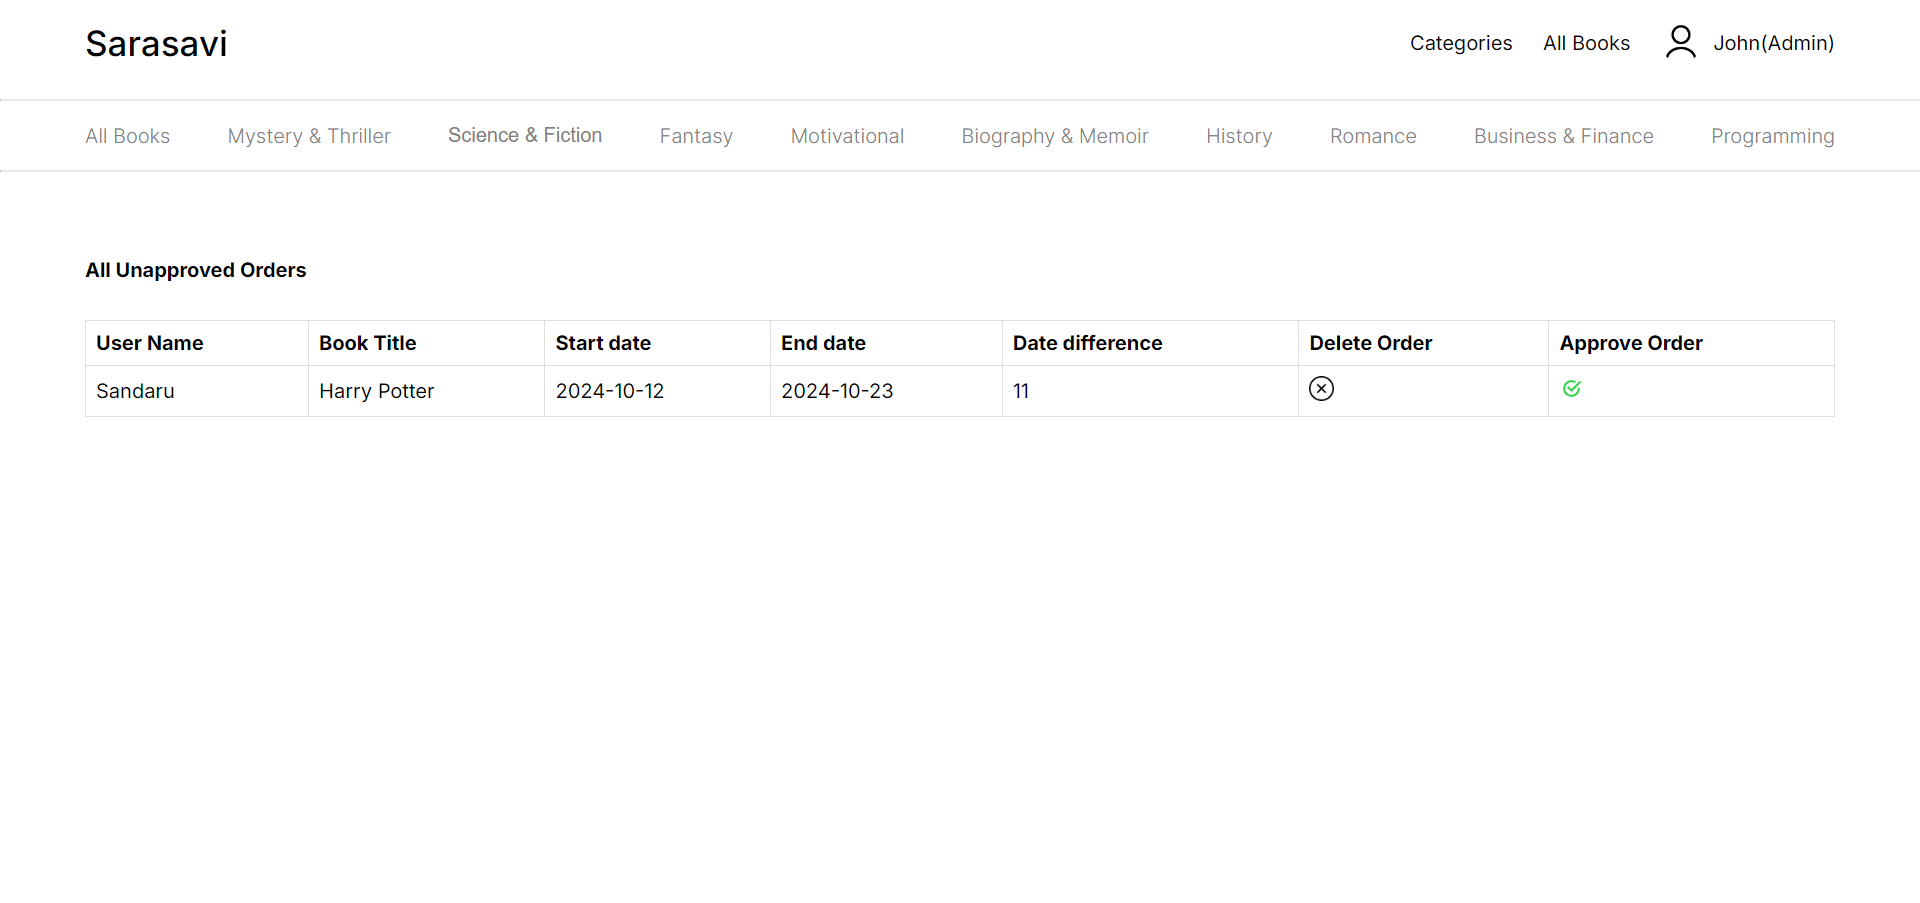 Sarasavi
Categories All Books John(Admin)
All Books Mystery & Thriller Science & Fiction Fantasy Motivational Biography & Memoir History Romance Business & Finance Programming
All Unapproved Orders
User Name Book Title Start date End date Date difference Delete Order Approve Order
Sandaru Harry Potter 2024-10-12 2024-10-23 11